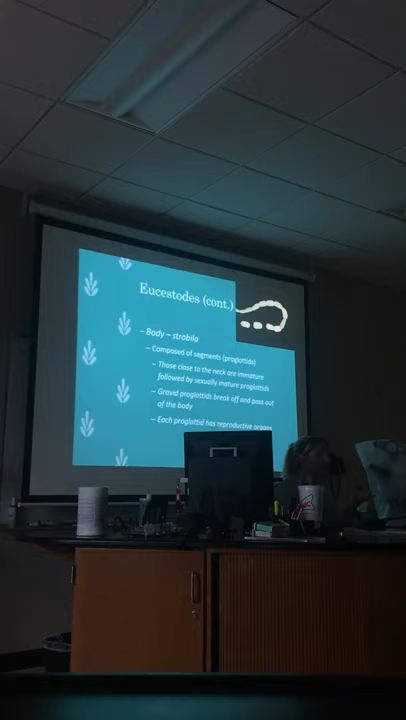 Eucestodes (cont.)
– Body – strobila
– Composed of segments (proglottids)
– Those close to the neck are immature
followed by sexually mature proglottids
– Gravid proglottids break off and pass out
of the body
– Each proglottid has reproductive organs